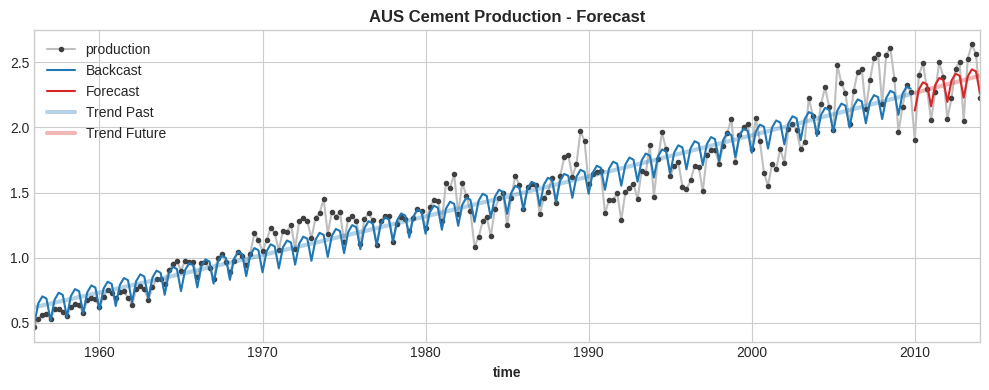 AUS Cement Production - Forecast
production
Backcast
Forecast
Trend Past
Trend Future
2.5
2.0
1.5
1.0
0.5
1960
1970
1980
1990
2000
2010
time